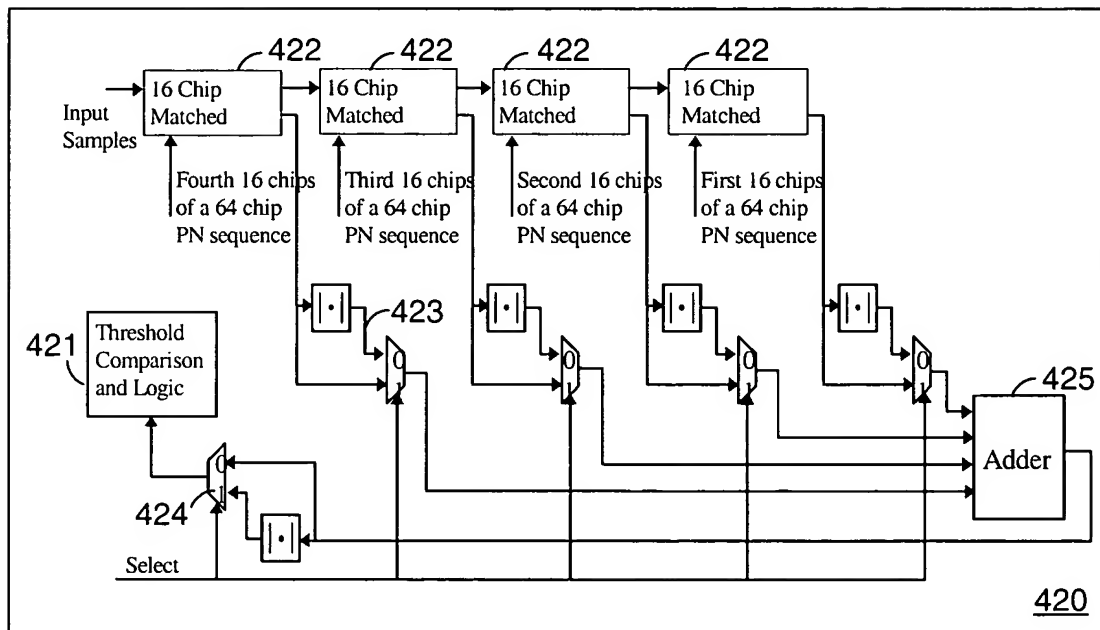 422
422
422
422
16 Chip
Matched
16 Chip
Matched
16 Chip
Matched
16 Chip
Matched
Input
Samples
Fourth 16 chips
of a 64 chip
PN sequence
Third 16 chips
of a 64 chip
PN sequence
Second 16 chips
of a 64 chip
PN sequence
First 16 chips
of a 64 chip
PN sequence
|•|
|•|
|•|
|•|
423
421
Threshold
Comparison
and Logic
0
1
0
1
0
1
0
1
425
Adder
0
1
424
|•|
Select
420